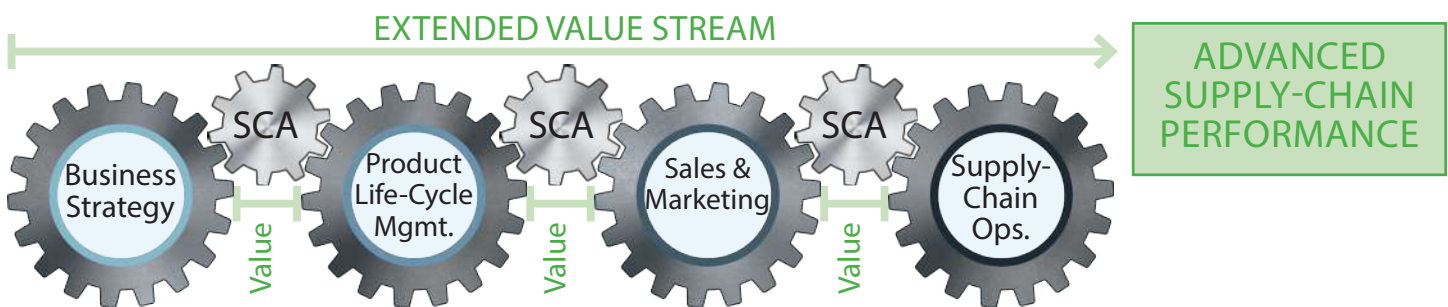 EXTENDED VALUE STREAM
ADVANCED
SUPPLY-CHAIN
PERFORMANCE
SCA
SCA
SCA
Business
Strategy
Product
Life-Cycle
Mgmt.
Sales &
Marketing
Supply-
Chain
Ops.
Value
Value
Value